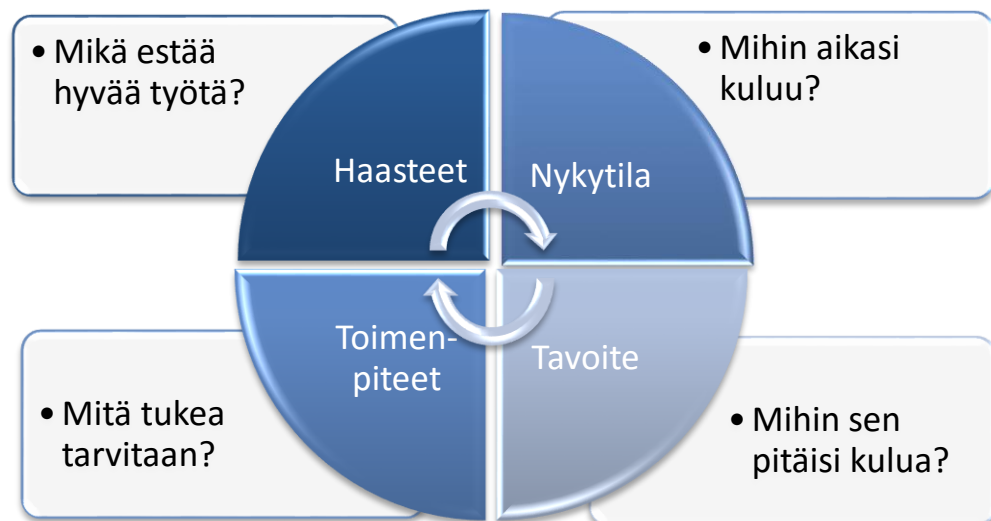 • Mikä estää
hyvää työtä?
• Mihin aikasi
kuluu?
Haasteet
Nykytila
Toimen-
piteet
Tavoite
• Mitä tukea
tarvitaan?
• Mihin sen
pitäisi kulua?